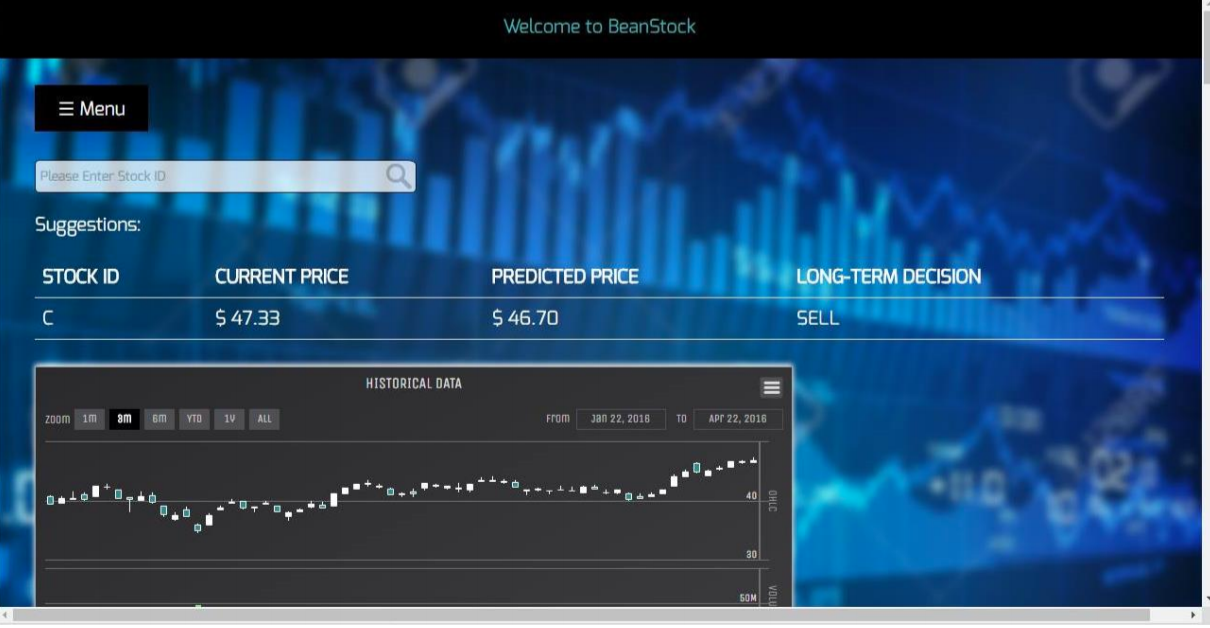 Welcome to BeanStock
☰ Menu
Please Enter Stock ID
Suggestions:
STOCK ID CURRENT PRICE PREDICTED PRICE LONG-TERM DECISION
C $ 47.33 $ 46.70 SELL
HISTORICAL DATA
Zoom 1m 3m 6m YTD 1y ALL From Jan 22, 2016 To Apr 22, 2016
40
OHLC
30
50M